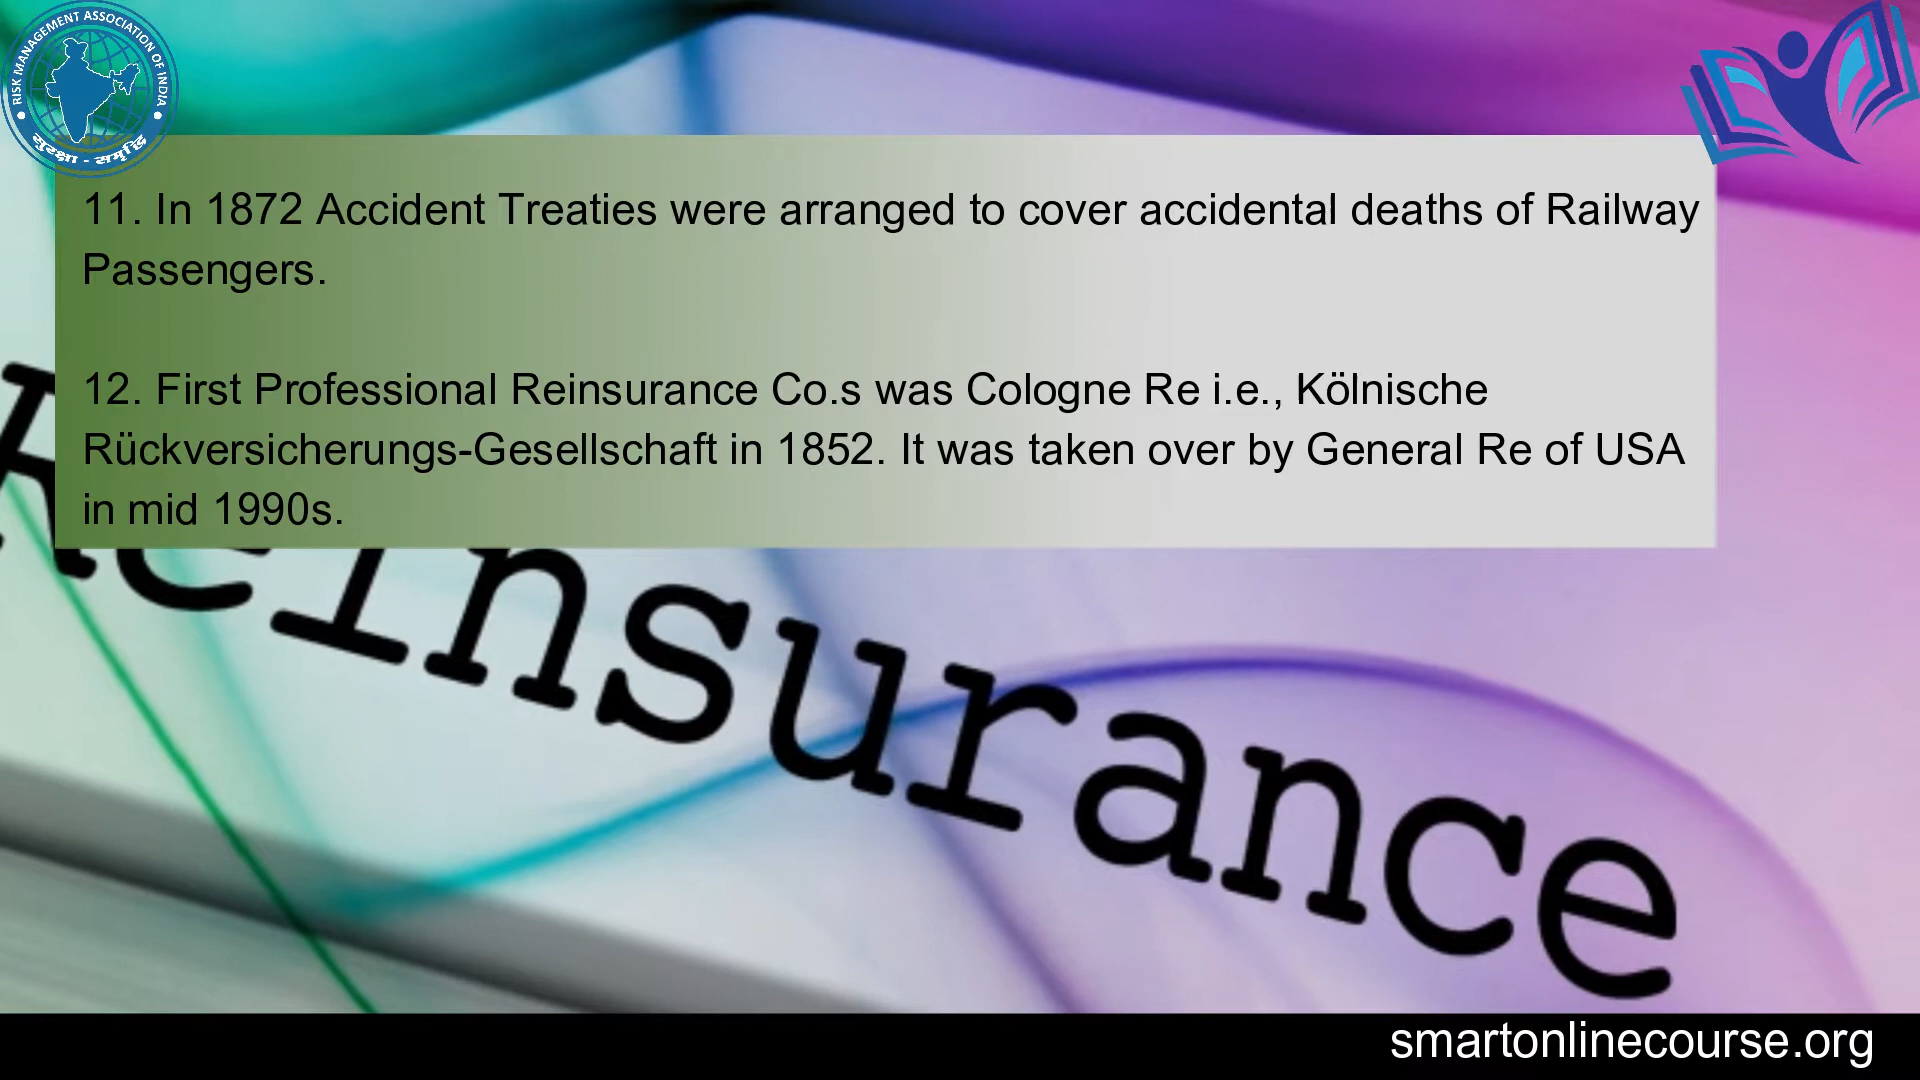 RISK MANAGEMENT ASSOCIATION OF INDIA
सुरक्षा - समृद्धि
11. In 1872 Accident Treaties were arranged to cover accidental deaths of Railway
Passengers.
12. First Professional Reinsurance Co.s was Cologne Re i.e., Kölnische
Rückversicherungs-Gesellschaft in 1852. It was taken over by General Re of USA
in mid 1990s.
Reinsurance
smartonlinecourse.org